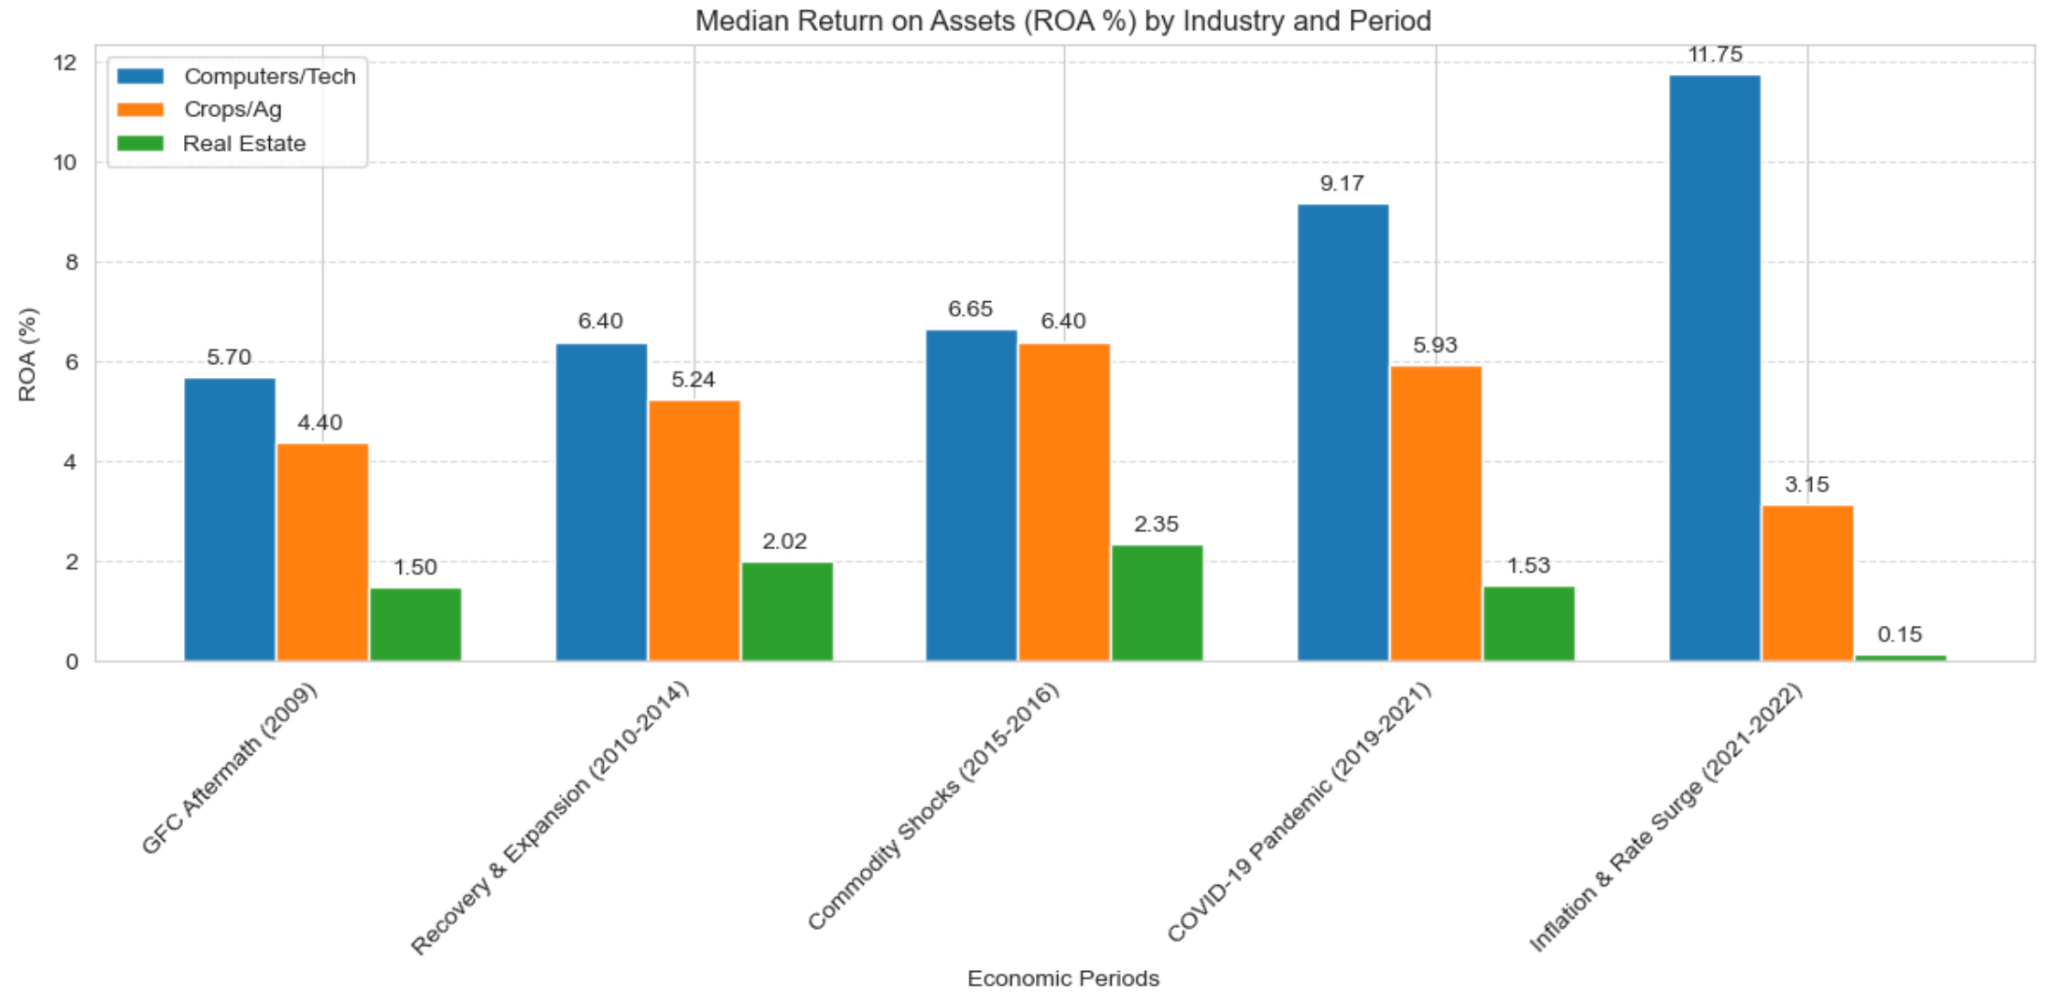 Median Return on Assets (ROA %) by Industry and Period
Computers/Tech
Crops/Ag
Real Estate
ROA (%)
12
10
8
6
4
2
0
5.70
4.40
1.50
6.40
5.24
2.02
6.65
6.40
2.35
9.17
5.93
1.53
11.75
3.15
0.15
GFC Aftermath (2009)
Recovery & Expansion (2010-2014)
Commodity Shocks (2015-2016)
COVID-19 Pandemic (2019-2021)
Inflation & Rate Surge (2021-2022)
Economic Periods